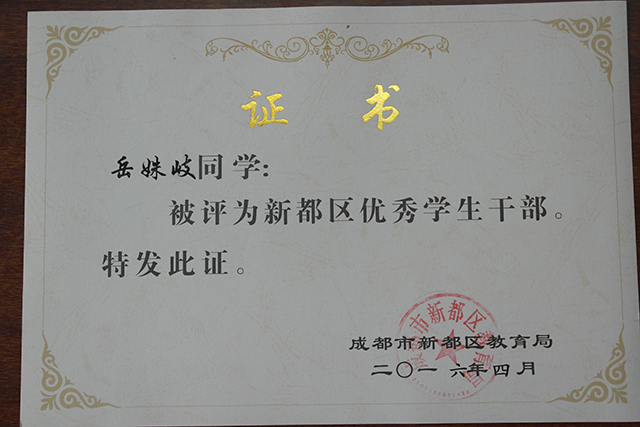 证书
岳姝岐同学:
被评为新都区优秀学生干部。
特发此证。
成都市新都区教育局
二〇一六年四月